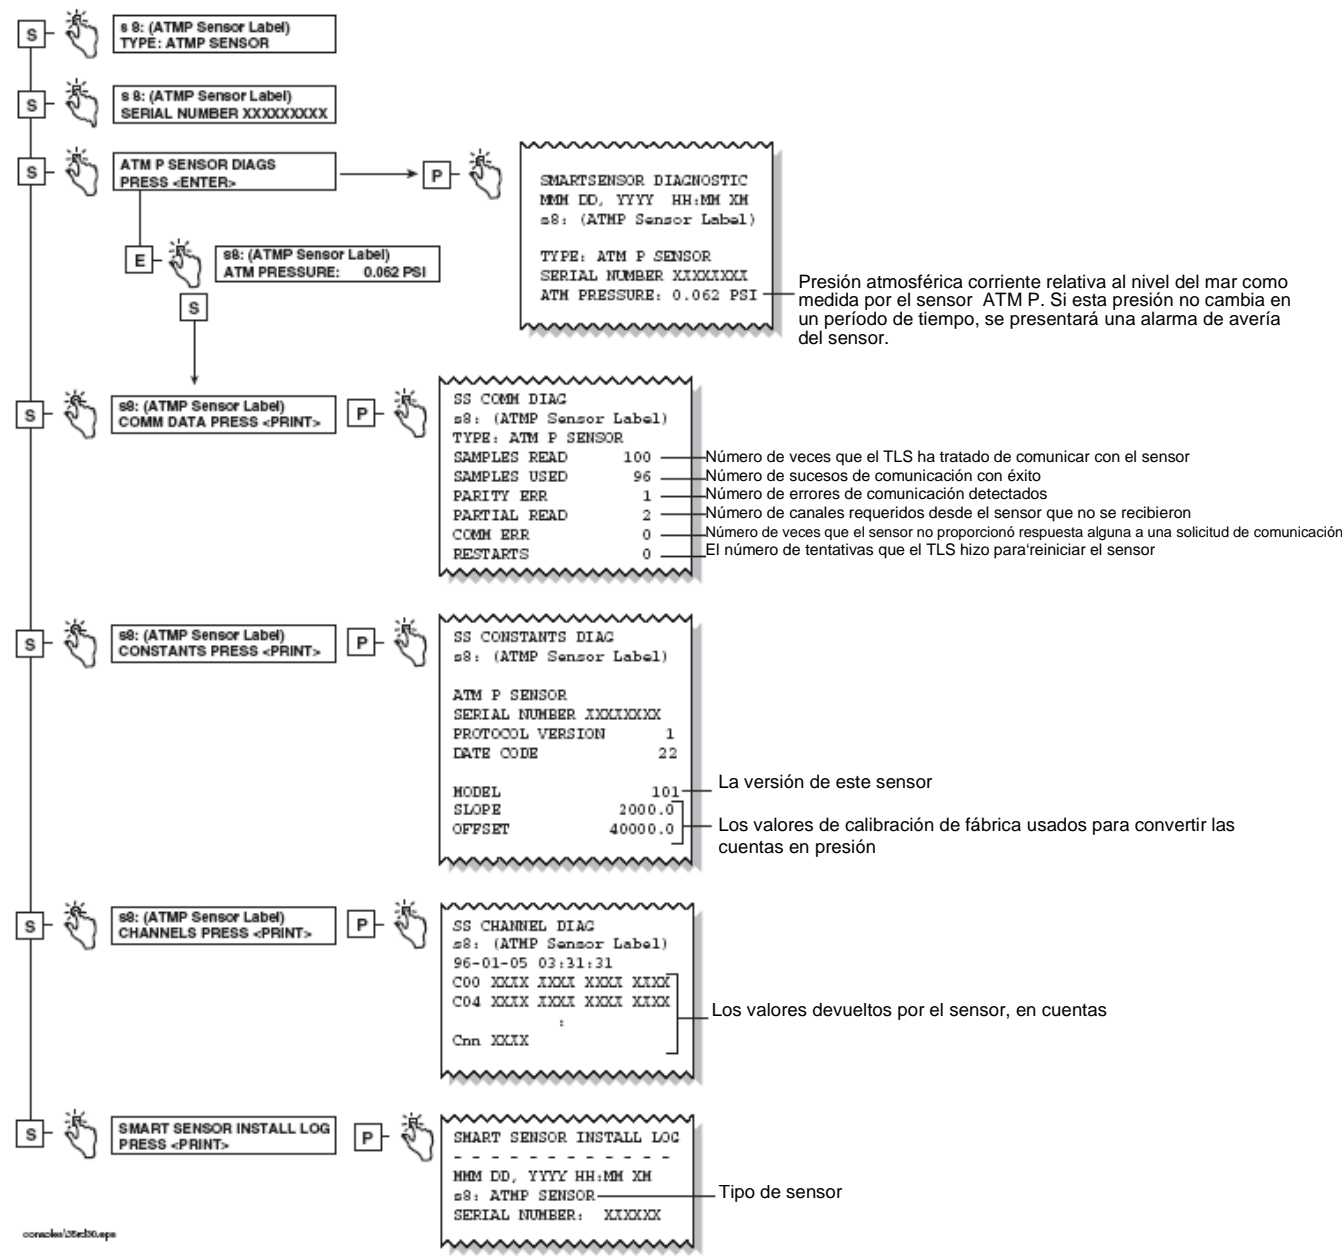 S
s 8: (ATMP Sensor Label)
TYPE: ATMP SENSOR
S
s 8: (ATMP Sensor Label)
SERIAL NUMBER XXXXXXXXX
S
ATM P SENSOR DIAGS
PRESS <ENTER>
P
SMARTSENSOR DIAGNOSTIC
MMM DD, YYYY HH:MM XM
s8: (ATMP Sensor Label)
TYPE: ATM P SENSOR
SERIAL NUMBER XXXXXXXX
ATM PRESSURE: 0.062 PSI
Presión atmosférica corriente relativa al nivel del mar como
medida por el sensor ATM P. Si esta presión no cambia en
un período de tiempo, se presentará una alarma de avería
del sensor.
E
s8: (ATMP Sensor Label)
ATM PRESSURE: 0.062 PSI
S
S
s8: (ATMP Sensor Label)
COMM DATA PRESS <PRINT>
P
SS COMM DIAG
s8: (ATMP Sensor Label)
TYPE: ATM P SENSOR
SAMPLES READ 100
Número de veces que el TLS ha tratado de comunicar con el sensor
SAMPLES USED 96
Número de sucesos de comunicación con éxito
PARITY ERR 1
Número de errores de comunicación detectados
PARTIAL READ 2
Número de canales requeridos desde el sensor que no se recibieron
COMM ERR 0
Número de veces que el sensor no proporcionó respuesta alguna a una solicitud de comunicación
RESTARTS 0
El número de tentativas que el TLS hizo para‘reiniciar el sensor
S
s8: (ATMP Sensor Label)
CONSTANTS PRESS <PRINT>
P
SS CONSTANTS DIAG
s8: (ATMP Sensor Label)
ATM P SENSOR
SERIAL NUMBER XXXXXXXX
PROTOCOL VERSION 1
DATE CODE 22
MODEL 101
La versión de este sensor
SLOPE 2000.0
OFFSET 40000.0
Los valores de calibración de fábrica usados para convertir las
cuentas en presión
S
s8: (ATMP Sensor Label)
CHANNELS PRESS <PRINT>
P
SS CHANNEL DIAG
s8: (ATMP Sensor Label)
96-01-05 03:31:31
C00 XXXX XXXX XXXX XXXX
C04 XXXX XXXX XXXX XXXX
:
Cnn XXXX
Los valores devueltos por el sensor, en cuentas
S
SMART SENSOR INSTALL LOG
PRESS <PRINT>
P
SMART SENSOR INSTALL LOG
- - - - - - - - - - - -
MMM DD, YYYY HH:MM XM
s8: ATMP SENSOR
Tipo de sensor
SERIAL NUMBER: XXXXXX